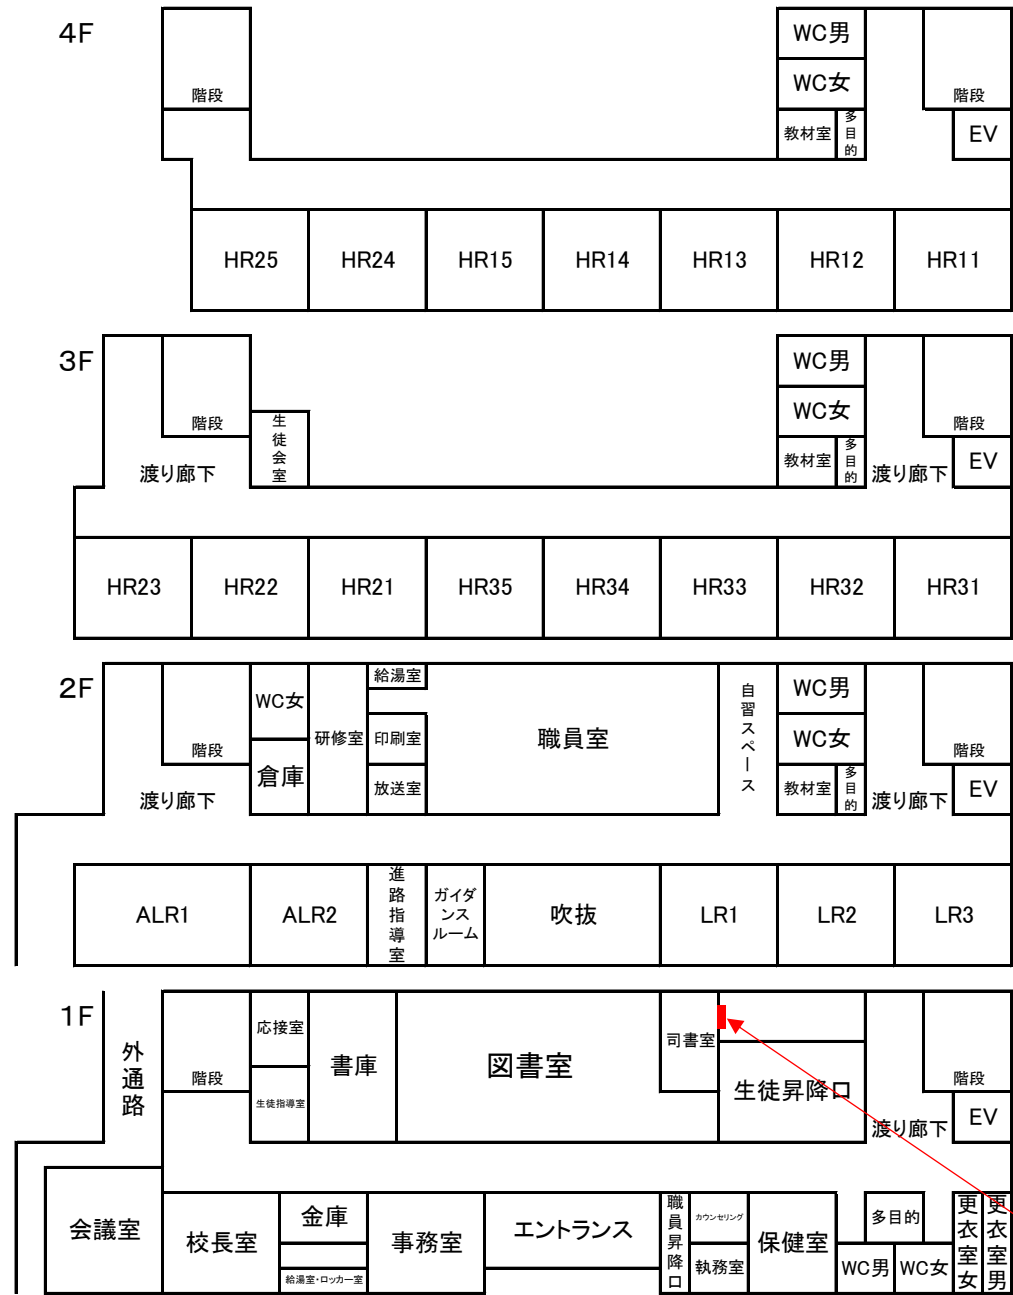 4F
WC男
WC女
階段
階段
教材室
多目的
EV
HR25
HR24
HR15
HR14
HR13
HR12
HR11
3F
WC男
WC女
階段
生徒会室
階段
教材室
多目的
EV
渡り廊下
渡り廊下
HR23
HR22
HR21
HR35
HR34
HR33
HR32
HR31
2F
WC女
給湯室
自習スペース
WC男
研修室
印刷室
職員室
WC女
階段
階段
倉庫
放送室
教材室
多目的
EV
渡り廊下
渡り廊下
ALR1
ALR2
進路指導室
ガイダ
ンス
ルーム
吹抜
LR1
LR2
LR3
1F
外通路
応接室
書庫
図書室
司書室
階段
階段
生徒指導室
生徒昇降口
EV
渡り廊下
会議室
校長室
金庫
給湯室・ロッカー室
事務室
エントランス
職員昇降口
カウンセリング
執務室
保健室
多目的
WC男
WC女
更衣室女
更衣室男